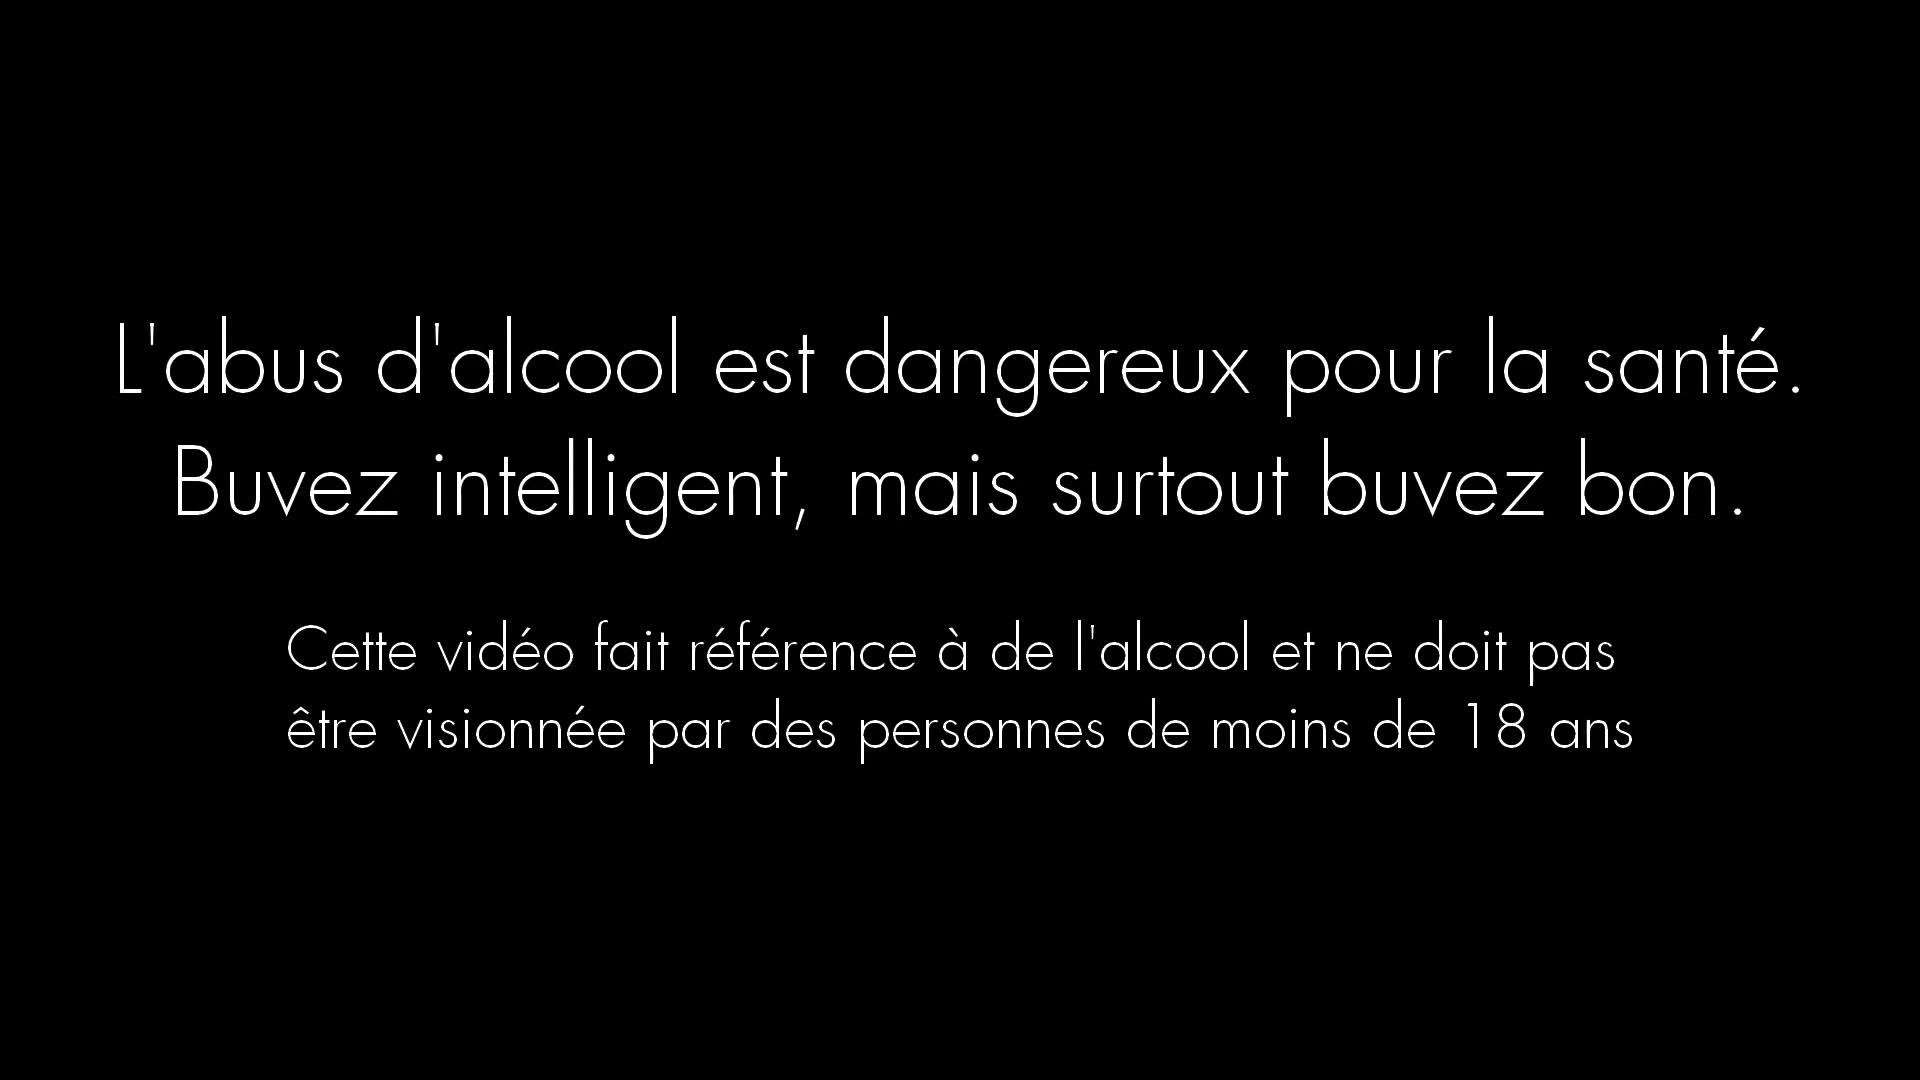 L'abus d'alcool est dangereux pour la santé.
Buvez intelligent, mais surtout buvez bon.
Cette vidéo fait référence à de l'alcool et ne doit pas
être visionnée par des personnes de moins de 18 ans